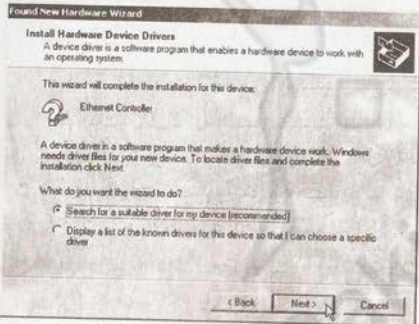 Found New Hardware Wizard
Install Hardware Device Drivers
A device driver is a software program that enables a hardware device to work with
an operating system.
This wizard will complete the installation for this device:
Ethernet Controller
A device driver is a software program that makes a hardware device work. Windows
needs driver files for your new device. To locate driver files and complete the
installation click Next.
What do you want the wizard to do?
Search for a suitable driver for my device (recommended)
Display a list of the known drivers for this device so that I can choose a specific
driver
< Back
Next >
Cancel